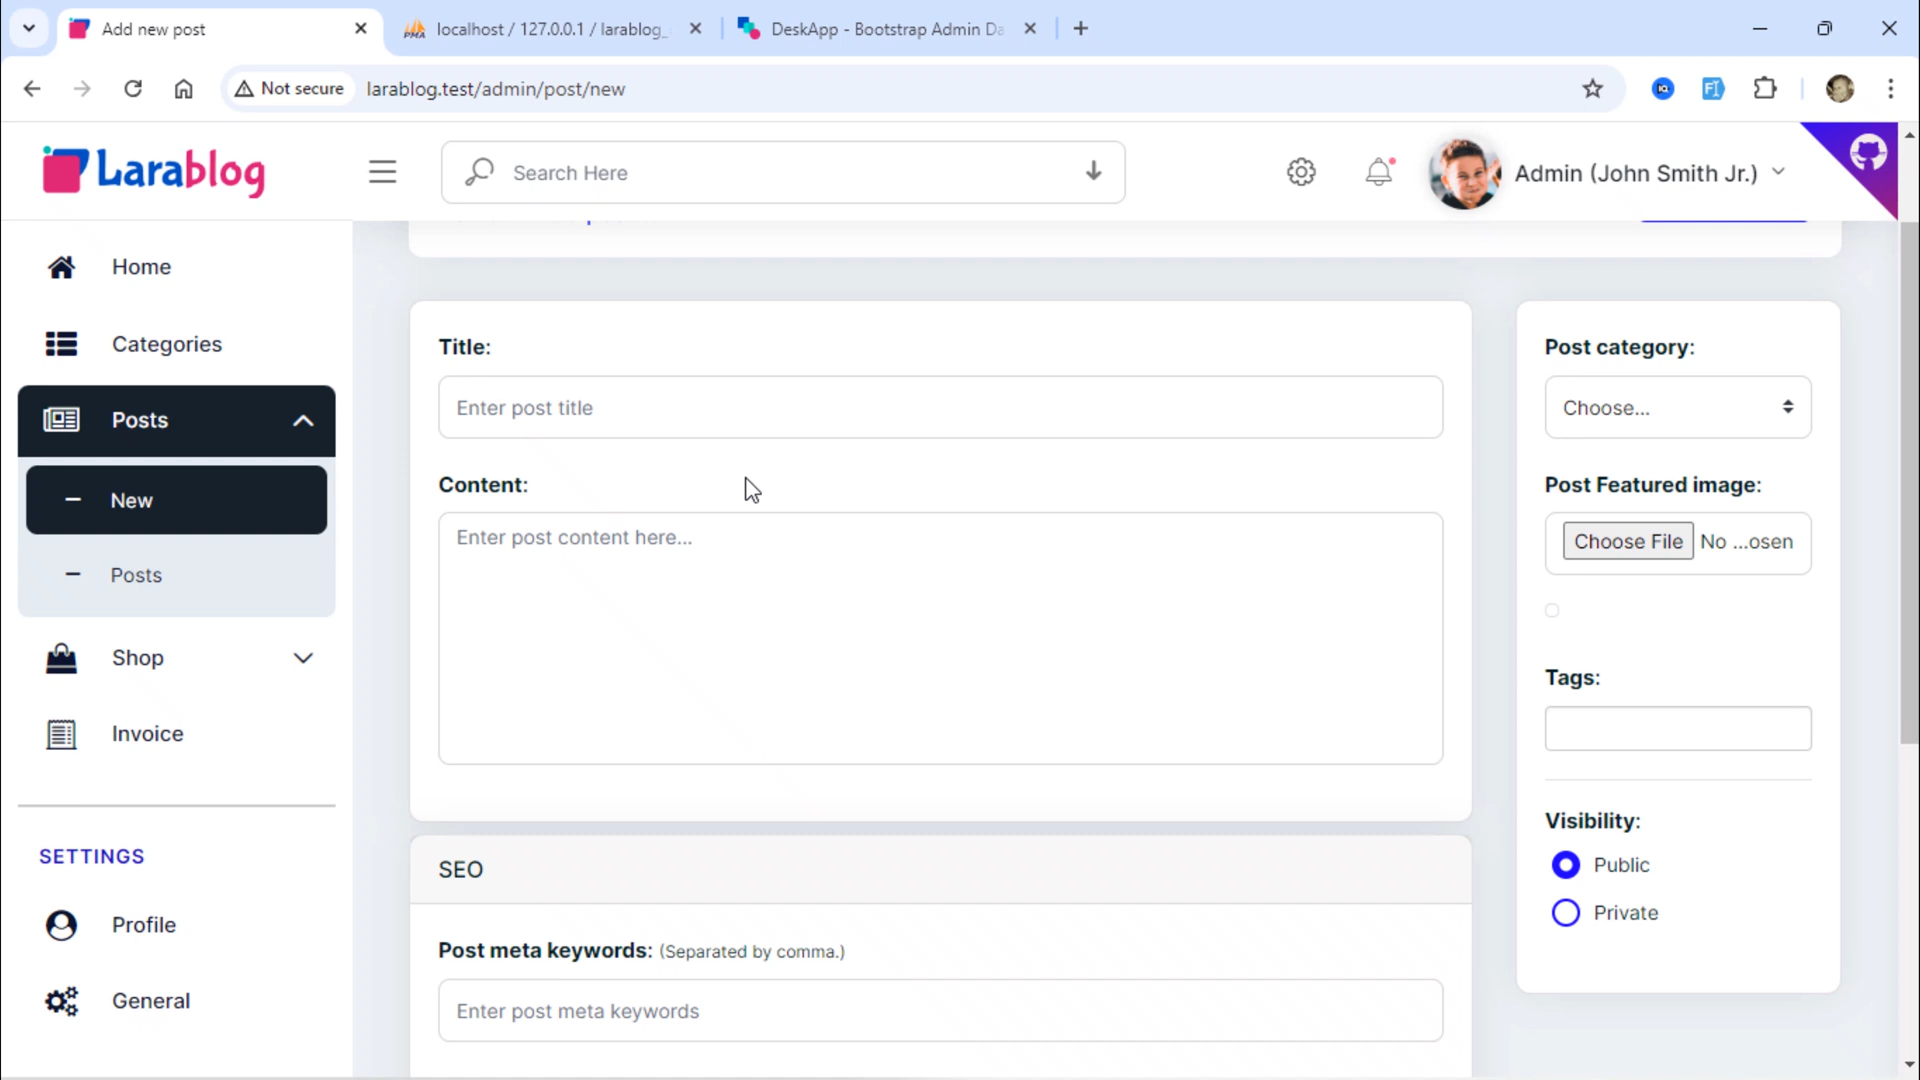 Add new post
localhost / 127.0.0.1 / larablog_
DeskApp - Bootstrap Admin Da
Not secure
larablog.test/admin/post/new
Larablog
Search Here
Admin (John Smith Jr.)
Home
Categories
Posts
New
Posts
Shop
Invoice
SETTINGS
Profile
General
Title:
Enter post title
Content:
Enter post content here...
SEO
Post meta keywords: (Separated by comma.)
Enter post meta keywords
Post category:
Choose...
Post Featured image:
Choose File No ...osen
Tags:
Visibility:
Public
Private